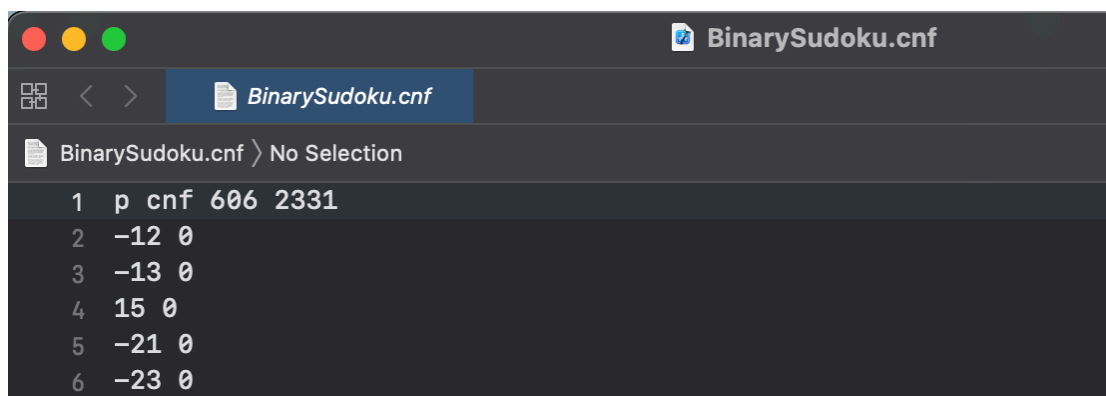 BinarySudoku.cnf
BinarySudoku.cnf
BinarySudoku.cnf 〉 No Selection
1 p cnf 606 2331
2 -12 0
3 -13 0
4 15 0
5 -21 0
6 -23 0